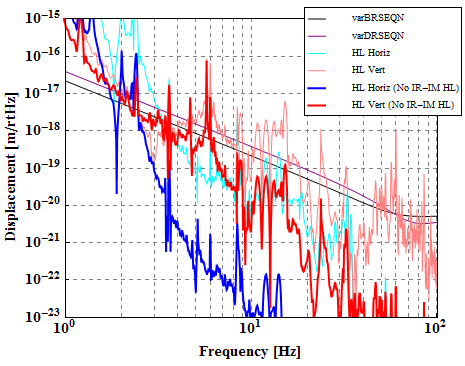 varBRSEQN
varDRSEQN
HL Horiz
HL Vert
HL Horiz (No IR−IM HL)
HL Vert (No IR−IM HL)
10−15
10−16
10−17
10−18
10−19
10−20
10−21
10−22
10−23
Displacement [m/rtHz]
100 101 102
Frequency [Hz]